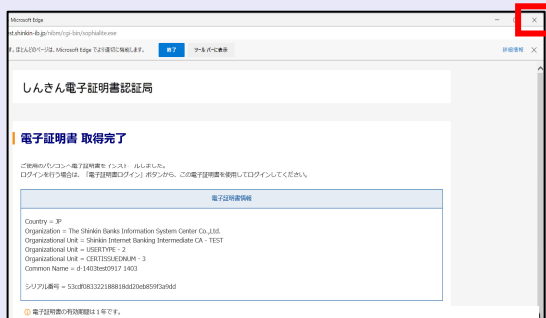 Microsoft Edge
est.shinkin-ib.jp/nibm/cgi-bin/sophialite.exe
す。ほとんどのページは、Microsoft Edge でより適切に機能します。 終了 ツール バーに表示 詳細情報
しんきん電子証明書認証局
電子証明書 取得完了
ご使用のパソコンへ電子証明書をインストールしました。
ログインを行う場合は、「電子証明書ログイン」ボタンから、この電子証明書を使用してログインしてください。
電子証明書情報
Country = JP
Organization = The Shinkin Banks Information System Center Co.,Ltd.
Organizational Unit = Shinkin Internet Banking Intermediate CA - TEST
Organizational Unit = USERTYPE - 2
Organizational Unit = CERTISSUEDNUM - 3
Common Name = d-1403test0917 1403
シリアル番号 = 53cdf083322188818dd20eb859f3a9dd
電子証明書の有効期間は1年です。